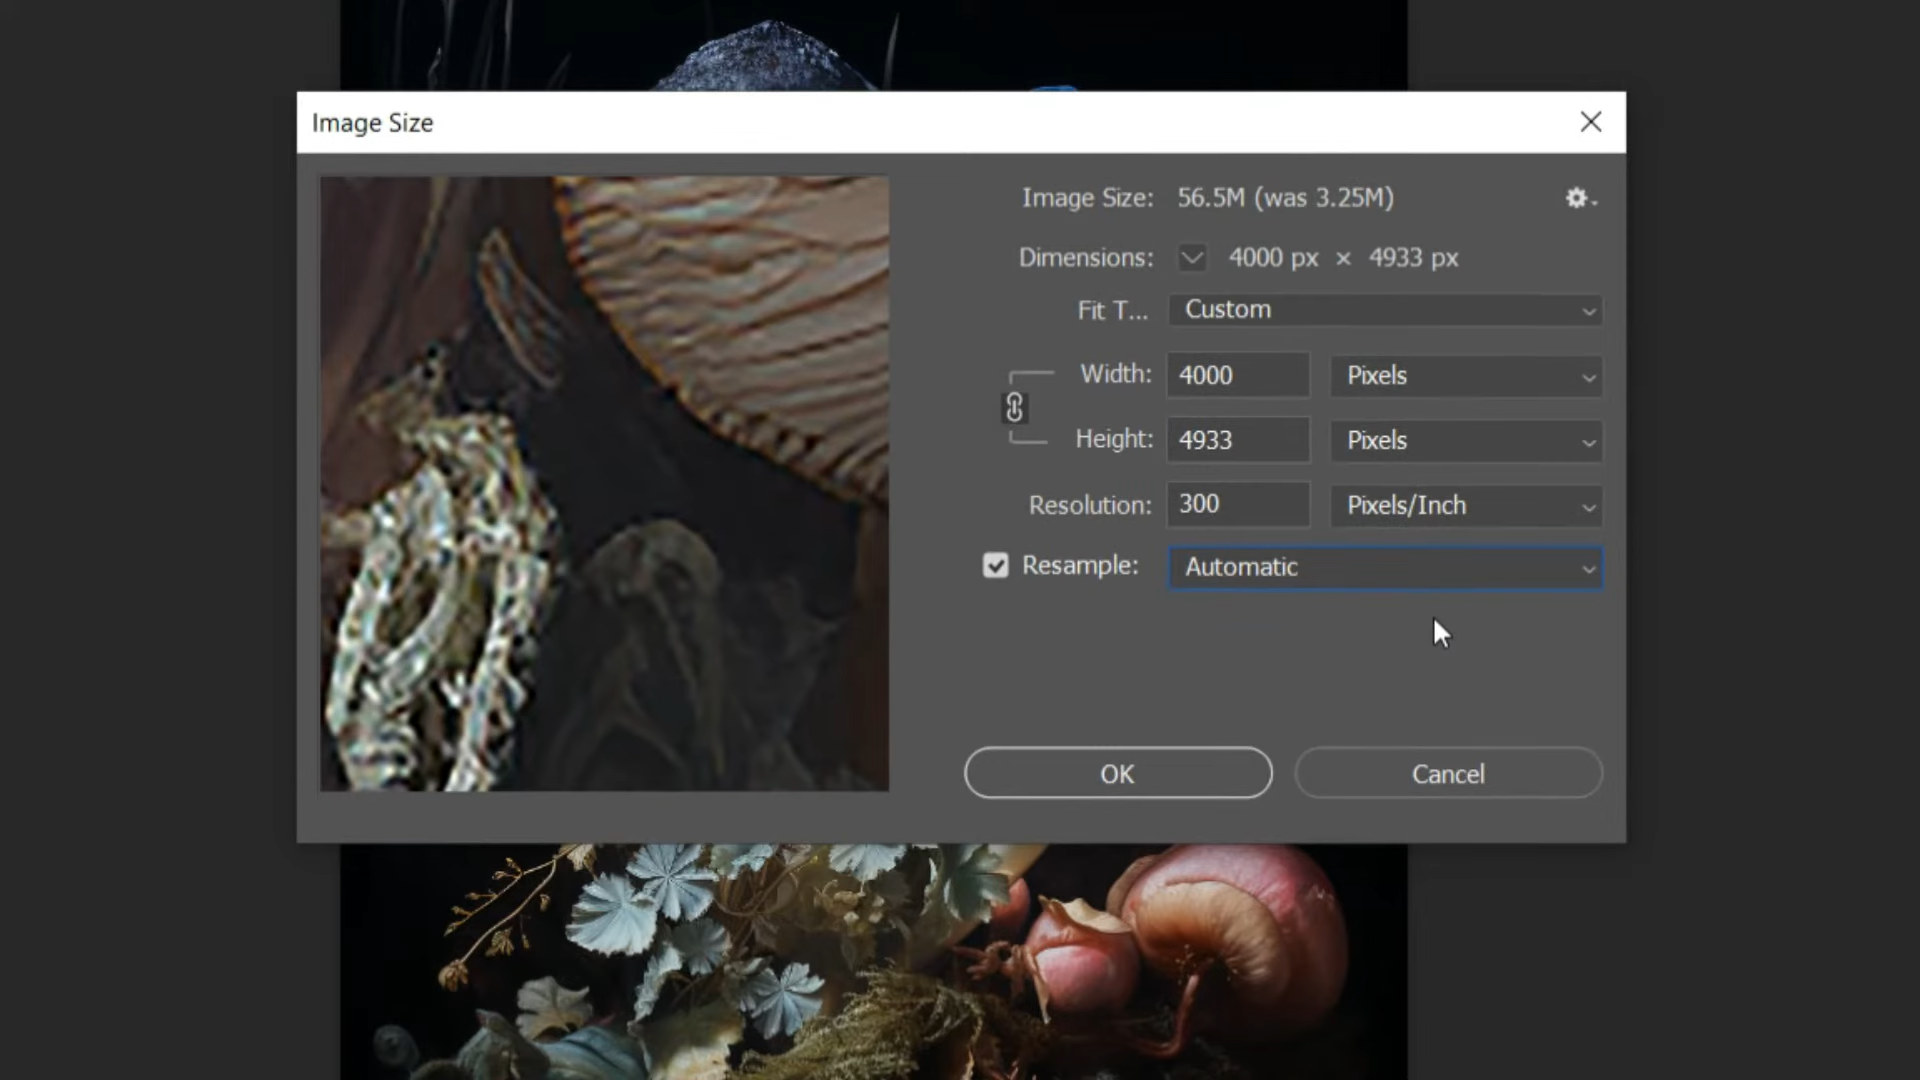 Image Size
Image Size: 56.5M (was 3.25M)
Dimensions: 4000 px × 4933 px
Fit T... Custom
Width: 4000 Pixels
Height: 4933 Pixels
Resolution: 300 Pixels/Inch
Resample: Automatic
OK Cancel